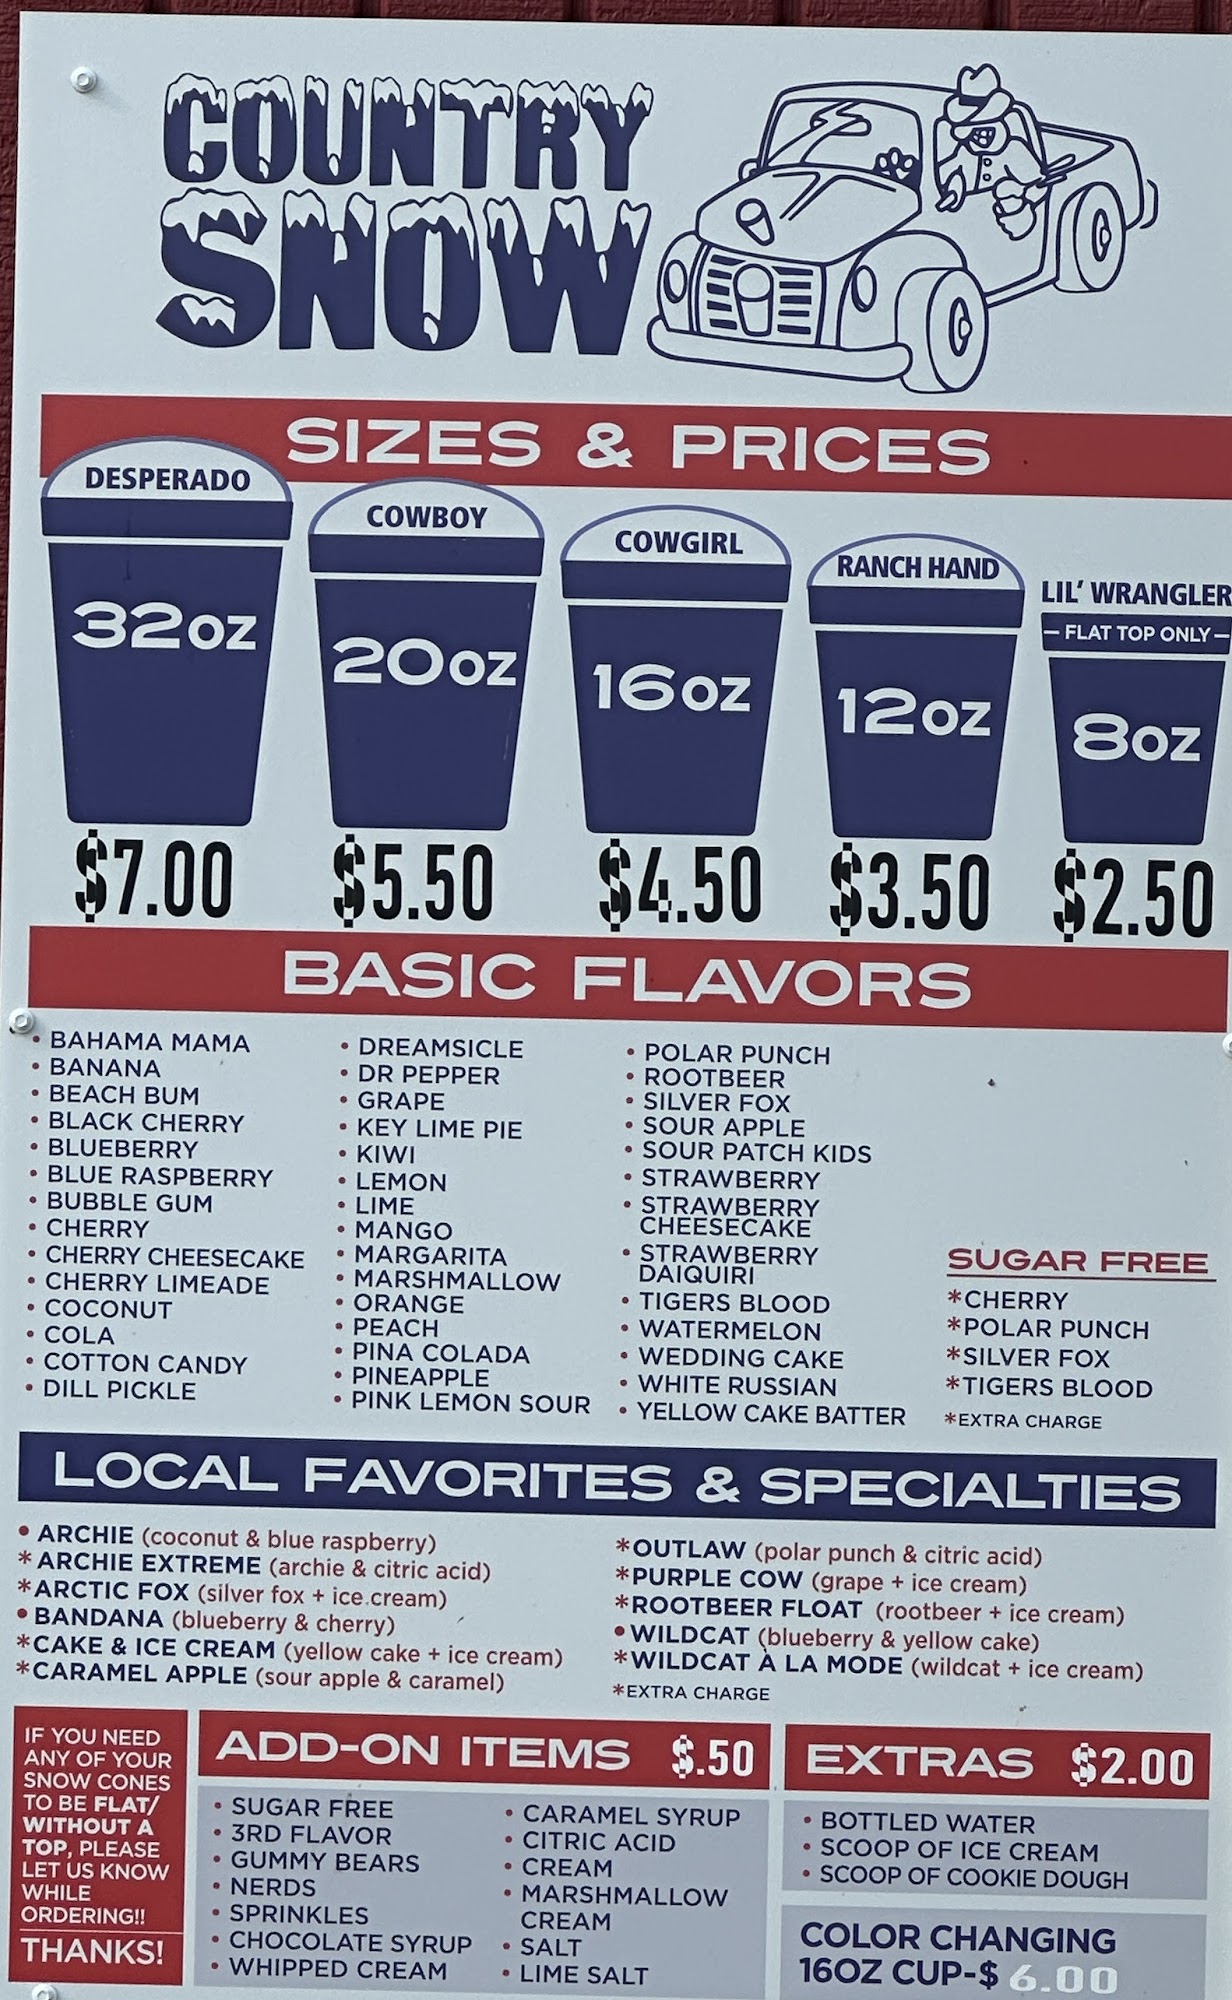 COUNTRY
SNOW
SIZES & PRICES
DESPERADO
32oz
$7.00
COWBOY
20oz
$5.50
COWGIRL
16oz
$4.50
RANCH HAND
12oz
$3.50
LIL' WRANGLER
— FLAT TOP ONLY —
8oz
$2.50
BASIC FLAVORS
• BAHAMA MAMA
• BANANA
• BEACH BUM
• BLACK CHERRY
• BLUEBERRY
• BLUE RASPBERRY
• BUBBLE GUM
• CHERRY
• CHERRY CHEESECAKE
• CHERRY LIMEADE
• COCONUT
• COLA
• COTTON CANDY
• DILL PICKLE
• DREAMSICLE
• DR PEPPER
• GRAPE
• KEY LIME PIE
• KIWI
• LEMON
• LIME
• MANGO
• MARGARITA
• MARSHMALLOW
• ORANGE
• PEACH
• PINA COLADA
• PINEAPPLE
• PINK LEMON SOUR
• POLAR PUNCH
• ROOTBEER
• SILVER FOX
• SOUR APPLE
• SOUR PATCH KIDS
• STRAWBERRY
• STRAWBERRY
CHEESECAKE
• STRAWBERRY
DAIQUIRI
• TIGERS BLOOD
• WATERMELON
• WEDDING CAKE
• WHITE RUSSIAN
• YELLOW CAKE BATTER
SUGAR FREE
*CHERRY
*POLAR PUNCH
*SILVER FOX
*TIGERS BLOOD
*EXTRA CHARGE
LOCAL FAVORITES & SPECIALTIES
• ARCHIE (coconut & blue raspberry)
*ARCHIE EXTREME (archie & citric acid)
*ARCTIC FOX (silver fox + ice cream)
• BANDANA (blueberry & cherry)
*CAKE & ICE CREAM (yellow cake + ice cream)
*CARAMEL APPLE (sour apple & caramel)
*OUTLAW (polar punch & citric acid)
*PURPLE COW (grape + ice cream)
*ROOTBEER FLOAT (rootbeer + ice cream)
• WILDCAT (blueberry & yellow cake)
*WILDCAT À LA MODE (wildcat + ice cream)
*EXTRA CHARGE
IF YOU NEED
ANY OF YOUR
SNOW CONES
TO BE FLAT/
WITHOUT A
TOP, PLEASE
LET US KNOW
WHILE
ORDERING!!
THANKS!
ADD-ON ITEMS $.50
• SUGAR FREE
• 3RD FLAVOR
• GUMMY BEARS
• NERDS
• SPRINKLES
• CHOCOLATE SYRUP
• WHIPPED CREAM
• CARAMEL SYRUP
• CITRIC ACID
• CREAM
• MARSHMALLOW
CREAM
• SALT
• LIME SALT
EXTRAS $2.00
• BOTTLED WATER
• SCOOP OF ICE CREAM
• SCOOP OF COOKIE DOUGH
COLOR CHANGING
16OZ CUP-$ 6.00